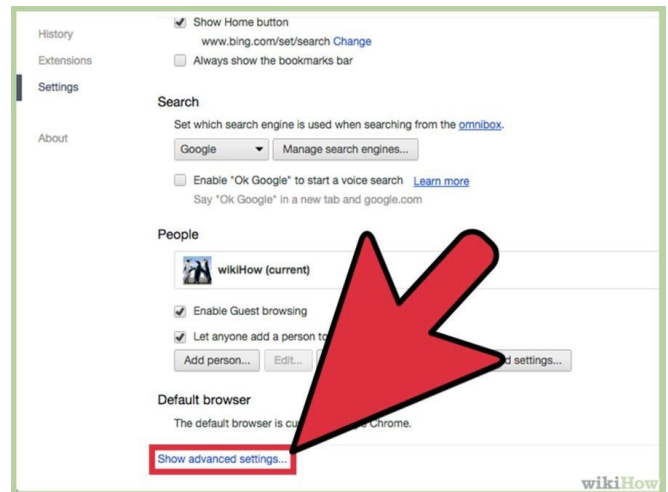 History
Extensions
Settings
About
Show Home button
www.bing.com/set/search Change
Always show the bookmarks bar
Search
Set which search engine is used when searching from the omnibox.
Google Manage search engines...
Enable "Ok Google" to start a voice search Learn more
Say "Ok Google" in a new tab and google.com
People
wikiHow (current)
Enable Guest browsing
Let anyone add a person to
Add person... Edit... settings...
Default browser
The default browser is Chrome.
Show advanced settings...
wikiHow